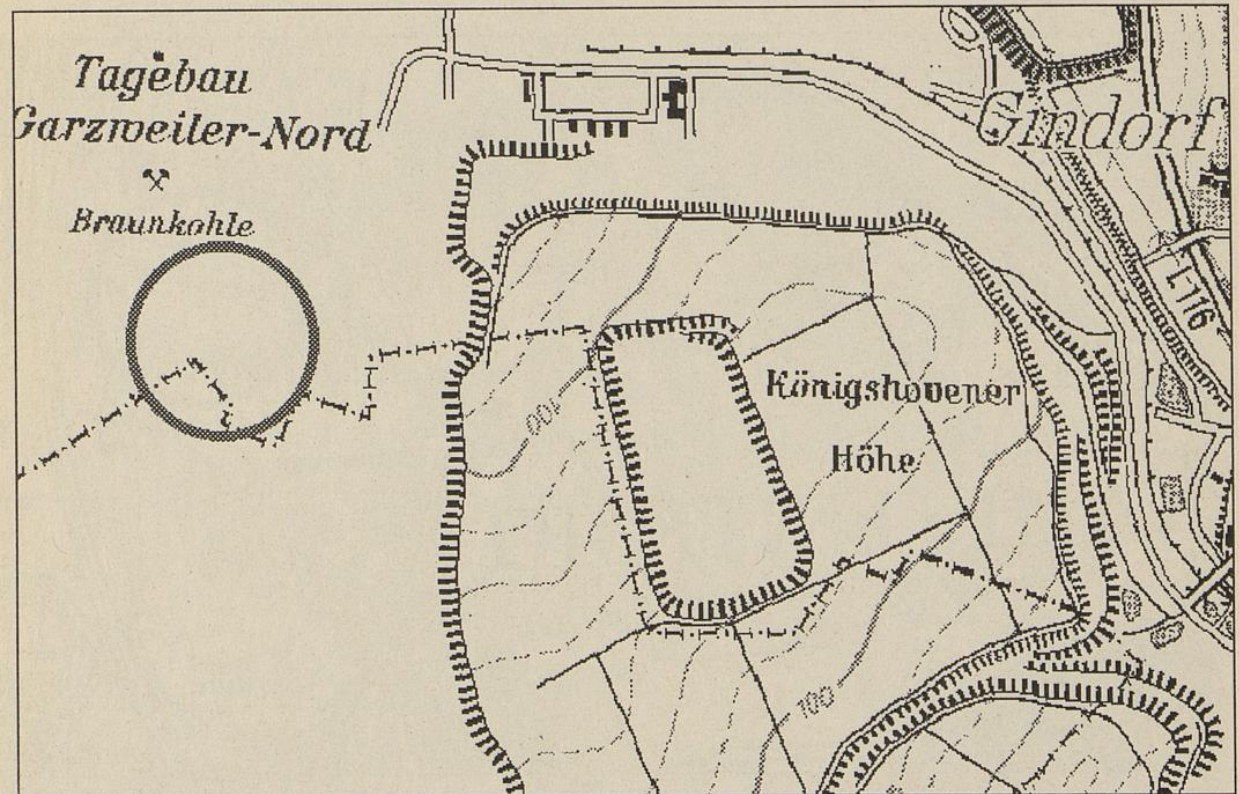 Tagebau
Garzweiler-Nord
Braunkohle
Gindorf
L 116
100
Königshovener
Höhe
100